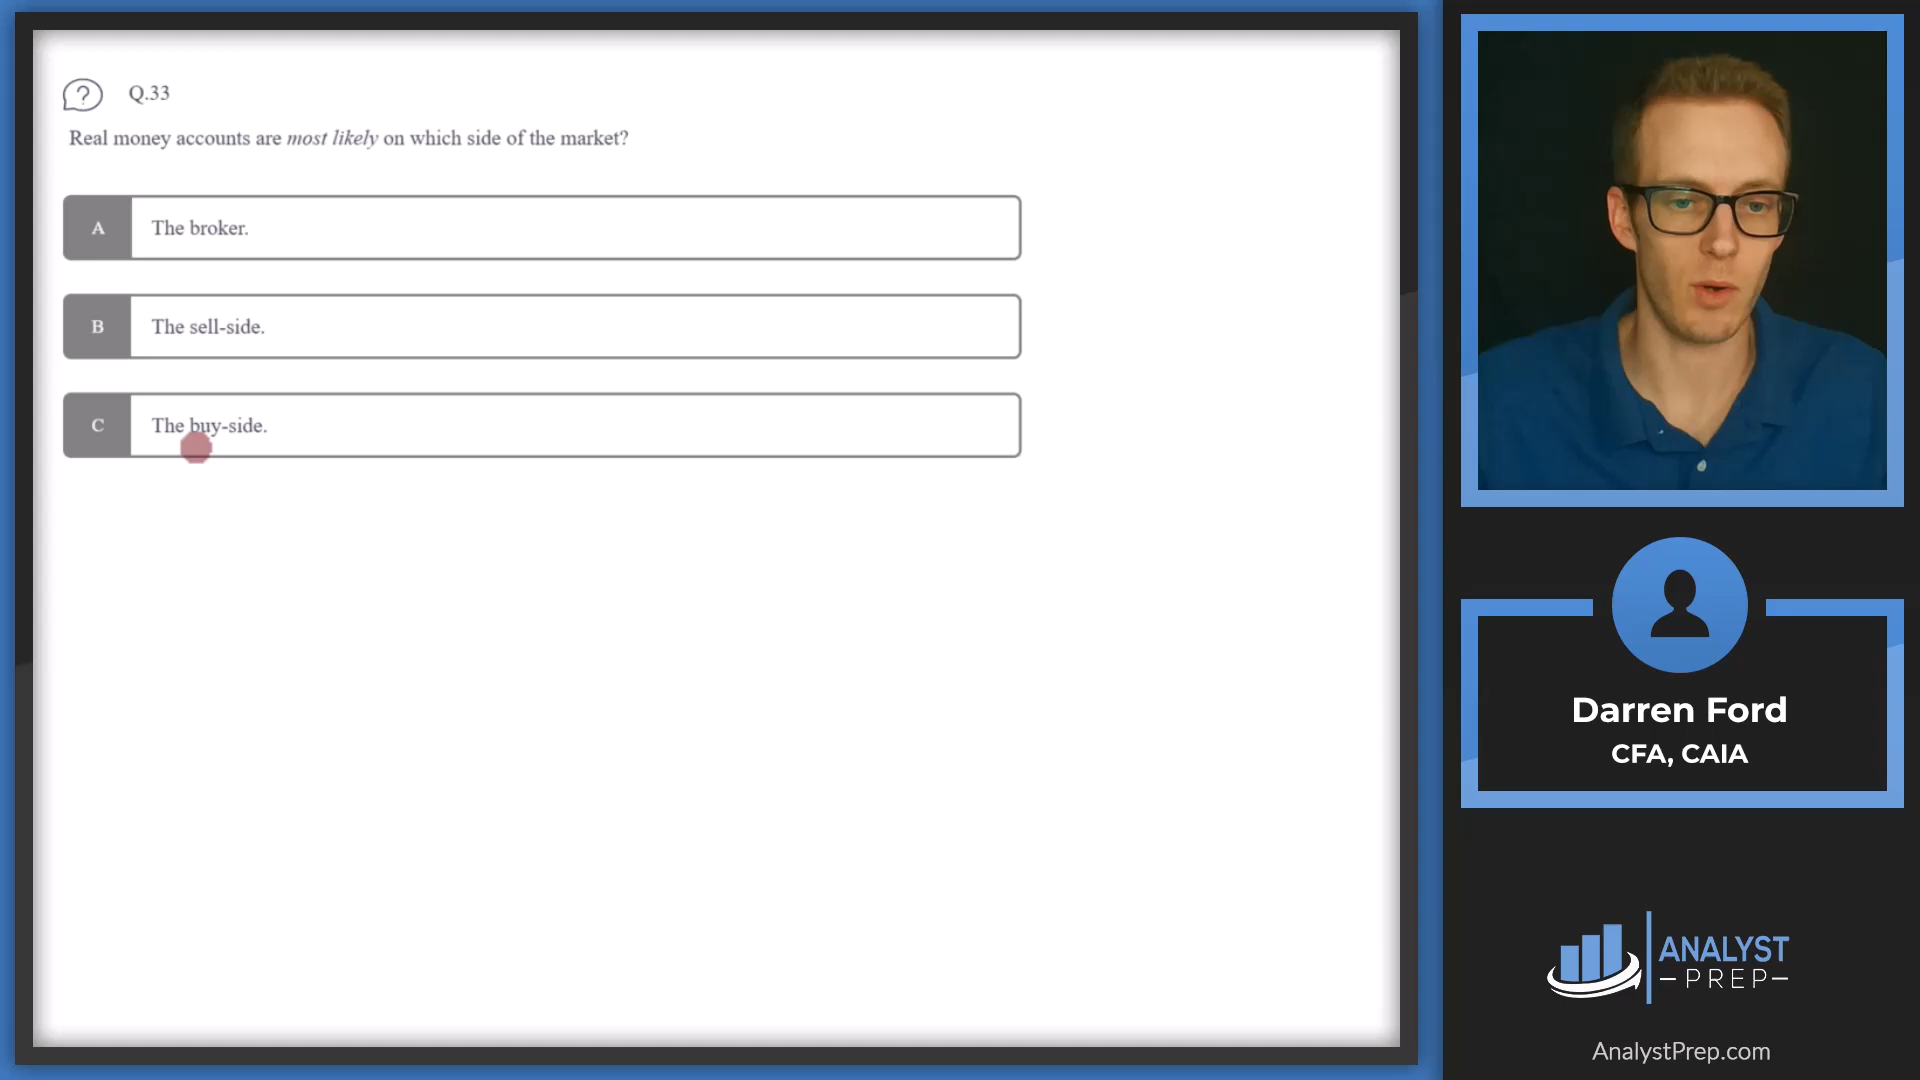 ?
Q.33
Real money accounts are most likely on which side of the market?
A
The broker.
B
The sell-side.
C
The buy-side.
Darren Ford
CFA, CAIA
ANALYST
PREP
AnalystPrep.com